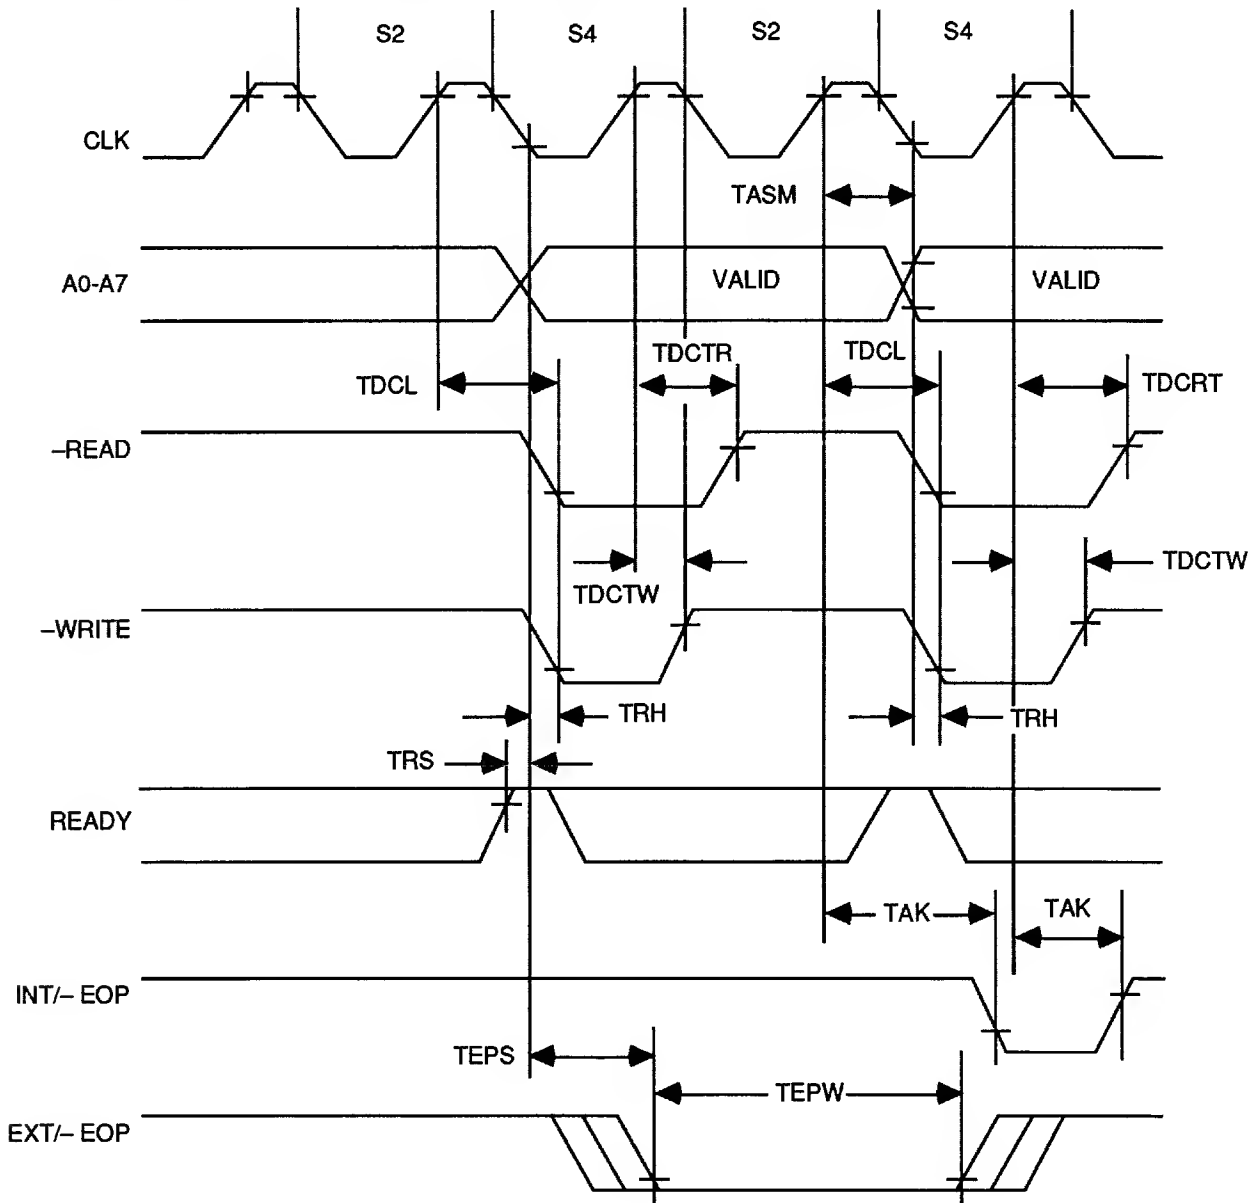 S2 S4 S2 S4
CLK
TASM
A0-A7 VALID VALID
TDCTR TDCL
TDCL TDCRT
–READ
TDCTW
TDCTW
–WRITE
TRH TRH
TRS
READY
TAK TAK
INT/– EOP
TEPS
TEPW
EXT/– EOP